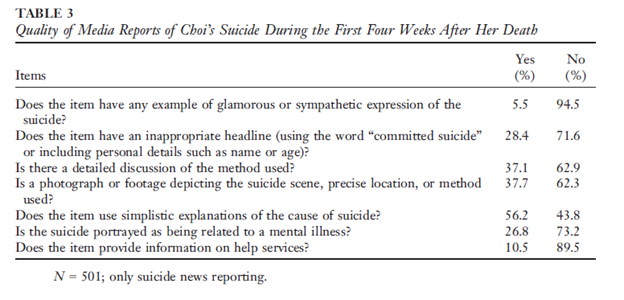 TABLE 3
Quality of Media Reports of Choi's Suicide During the First Four Weeks After Her Death
Items Yes (%) No (%)
Does the item have any example of glamorous or sympathetic expression of the 5.5 94.5
suicide?
Does the item have an inappropriate headline (using the word "committed suicide" 28.4 71.6
or including personal details such as name or age)?
Is there a detailed discussion of the method used? 37.1 62.9
Is a photograph or footage depicting the suicide scene, precise location, or method 37.7 62.3
used?
Does the item use simplistic explanations of the cause of suicide? 56.2 43.8
Is the suicide portrayed as being related to a mental illness? 26.8 73.2
Does the item provide information on help services? 10.5 89.5
N = 501; only suicide news reporting.